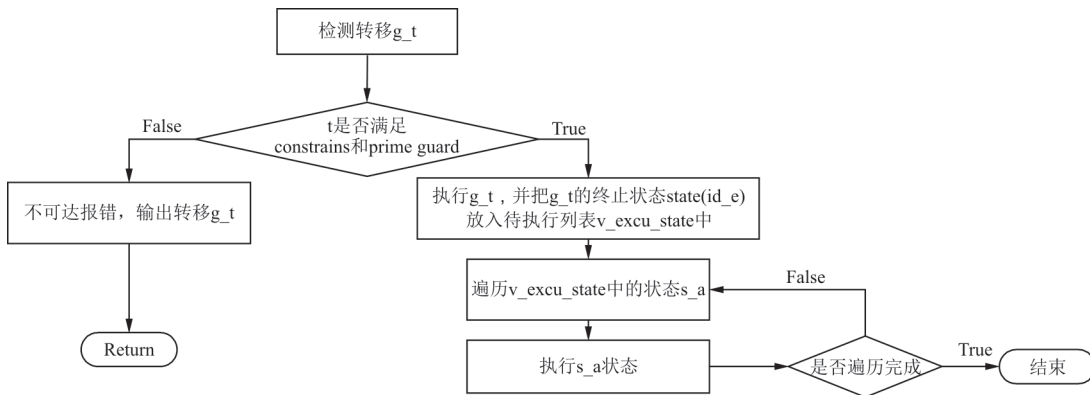 检测转移g_t
False
t是否满足
constrains和prime guard
True
不可达报错，输出转移g_t
执行g_t，并把g_t的终止状态state(id_e)
放入待执行列表v_excu_state中
遍历v_excu_state中的状态s_a
False
Return
执行s_a状态
是否遍历完成
True
结束